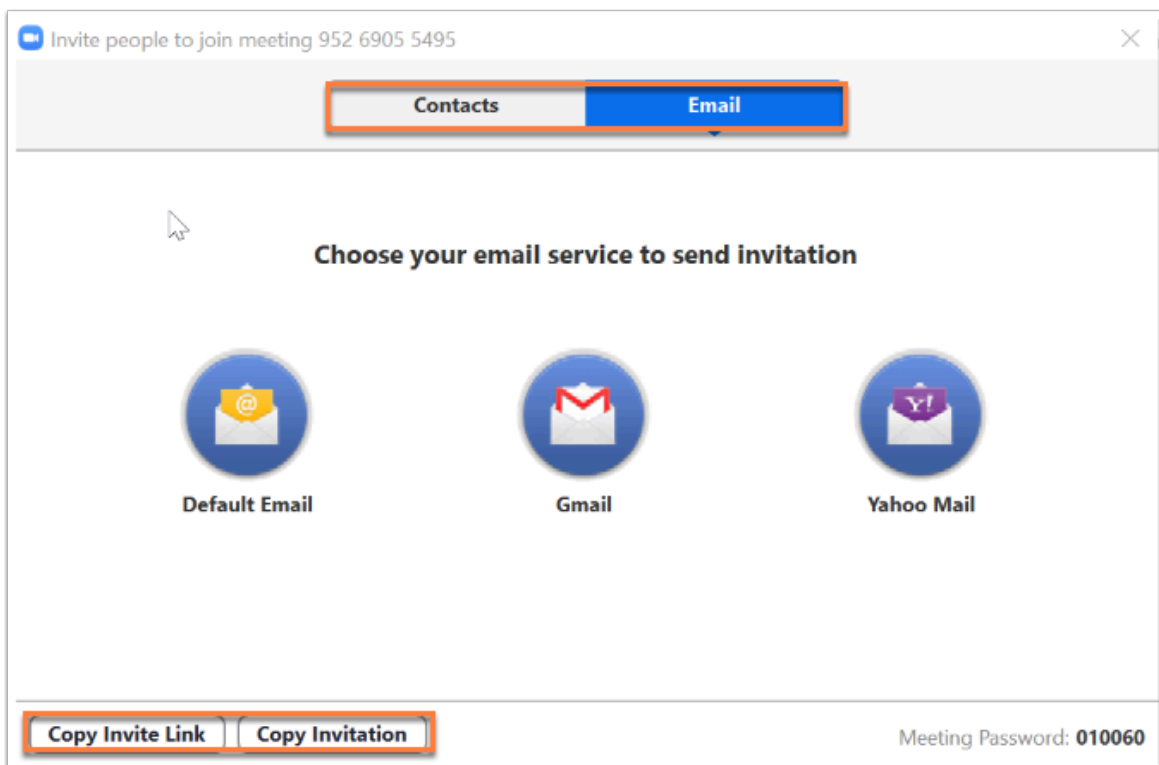 Invite people to join meeting 952 6905 5495
Contacts Email
Choose your email service to send invitation
@ Y!
Default Email Gmail Yahoo Mail
Copy Invite Link Copy Invitation Meeting Password: 010060